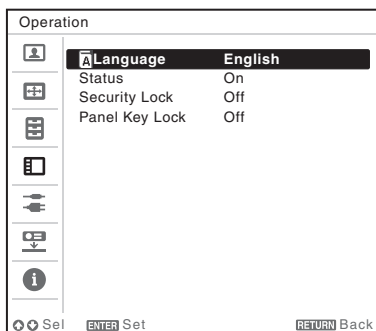 Operation
Language English
Status On
Security Lock Off
Panel Key Lock Off
Sel ENTER Set RETURN Back